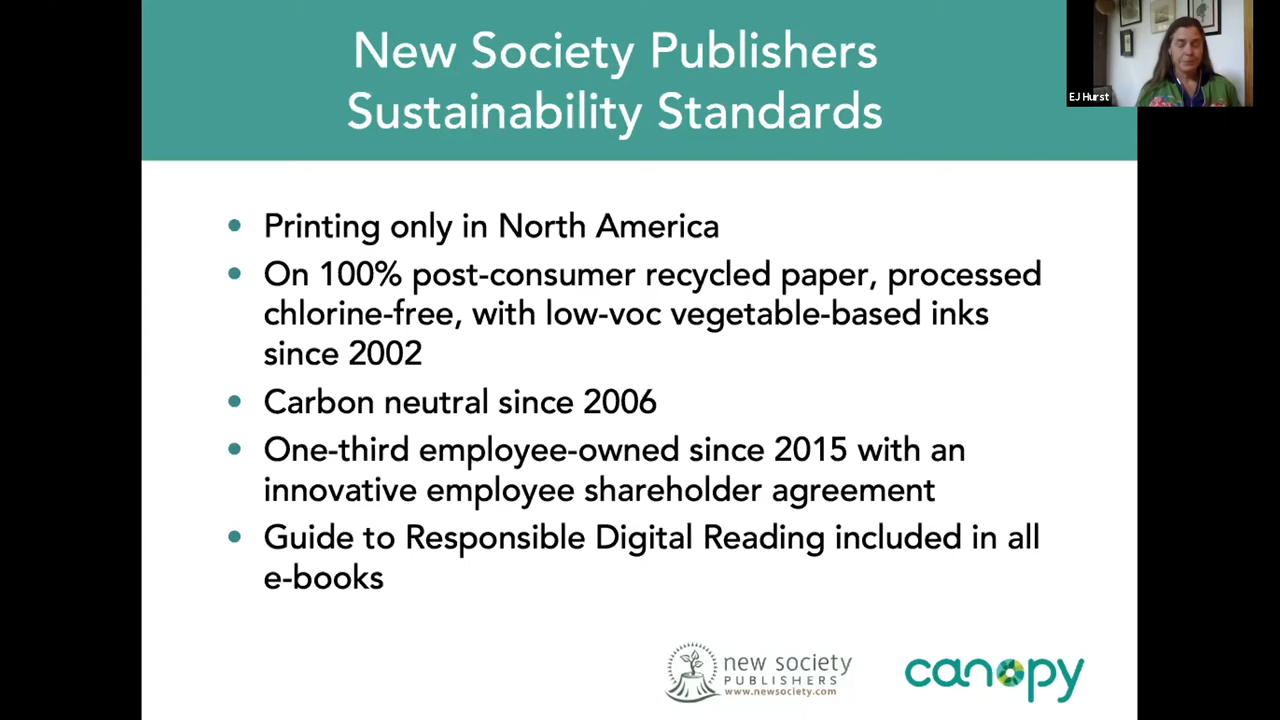 New Society Publishers
Sustainability Standards
EJ Hurst
• Printing only in North America
• On 100% post-consumer recycled paper, processed
chlorine-free, with low-voc vegetable-based inks
since 2002
• Carbon neutral since 2006
• One-third employee-owned since 2015 with an
innovative employee shareholder agreement
• Guide to Responsible Digital Reading included in all
e-books
new society
PUBLISHERS
www.newsociety.com
canopy